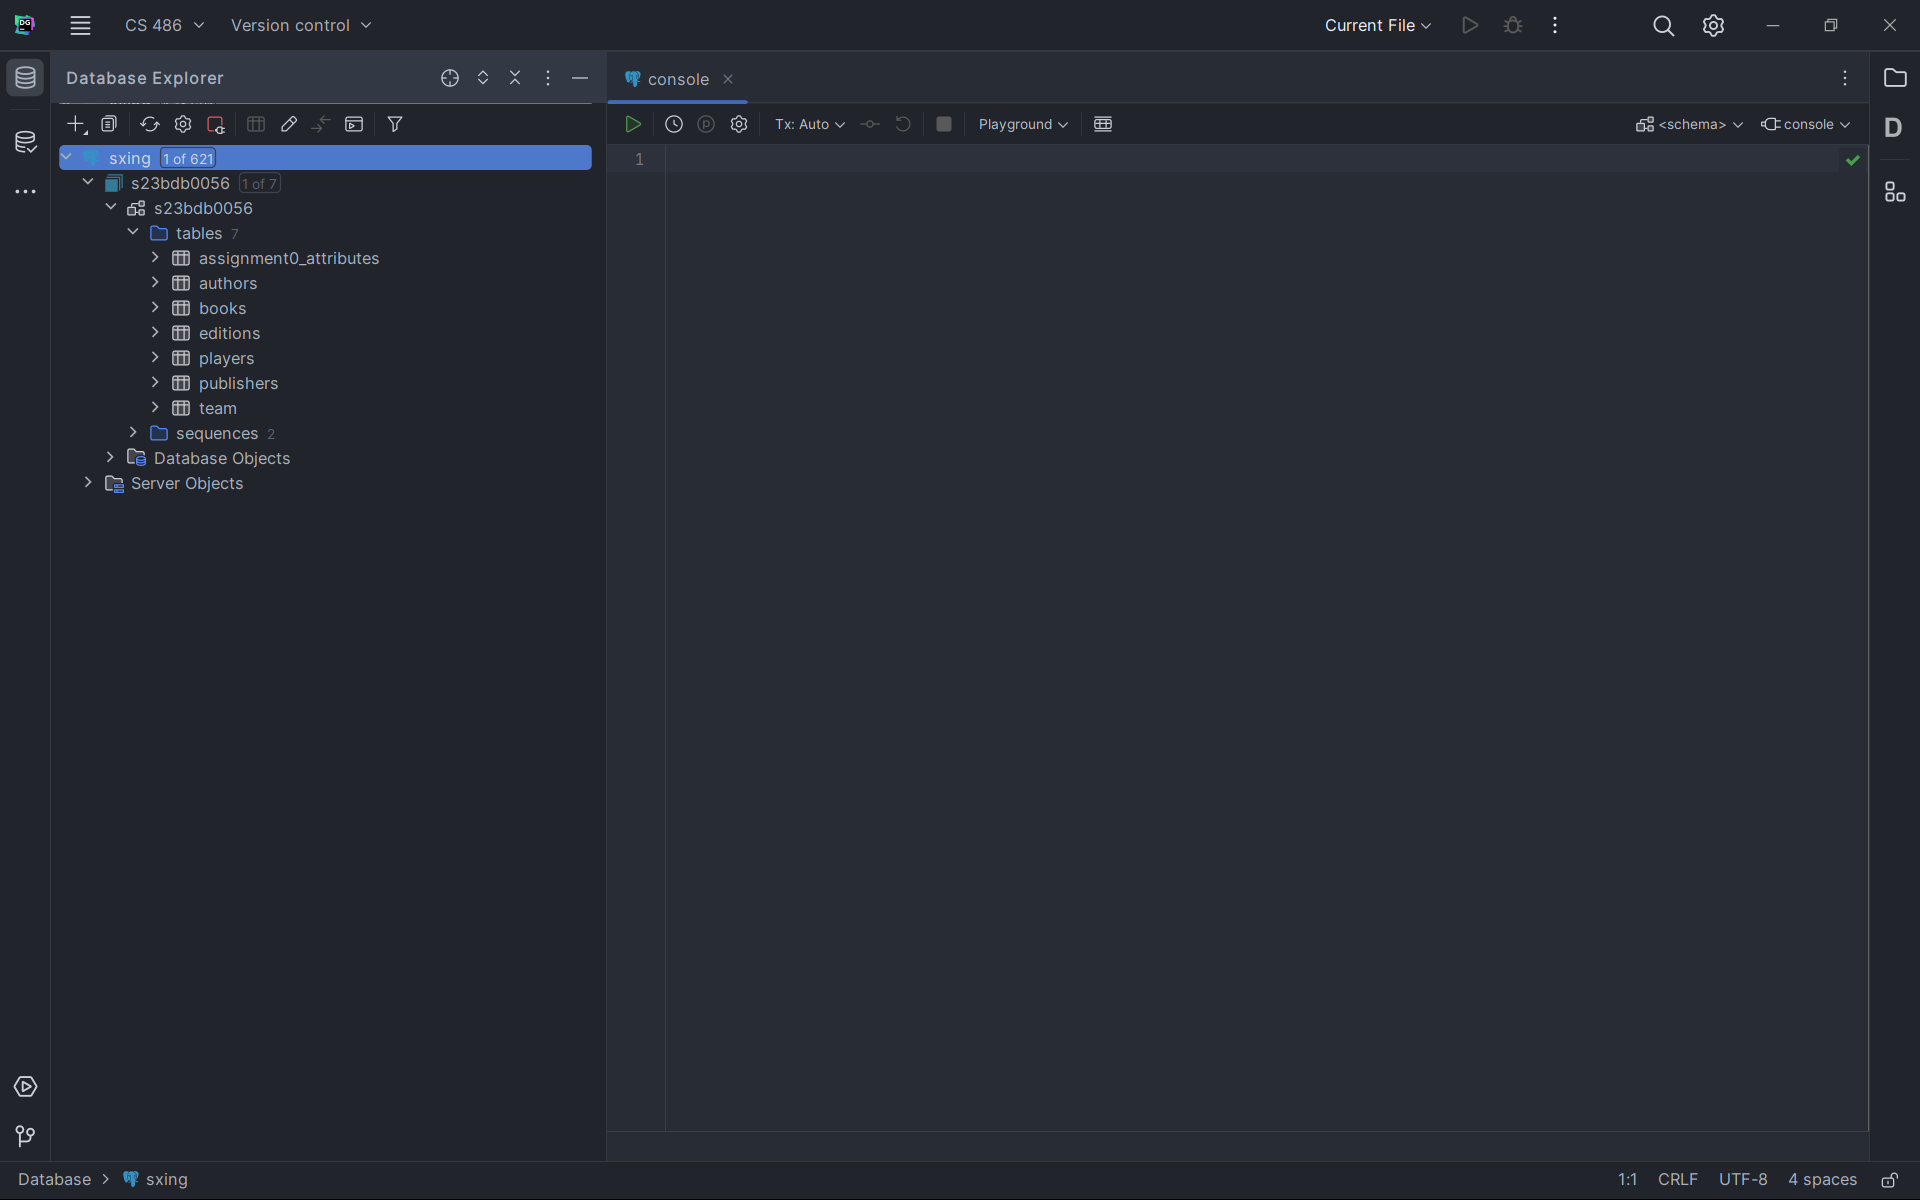 DG CS 486 Version control Current File
Database Explorer console
Tx: Auto Playground <schema> console D
sxing 1 of 621 1
s23bdb0056 1 of 7
s23bdb0056
tables 7
assignment0_attributes
authors
books
editions
players
publishers
team
sequences 2
Database Objects
Server Objects
Database sxing 1:1 CRLF UTF-8 4 spaces